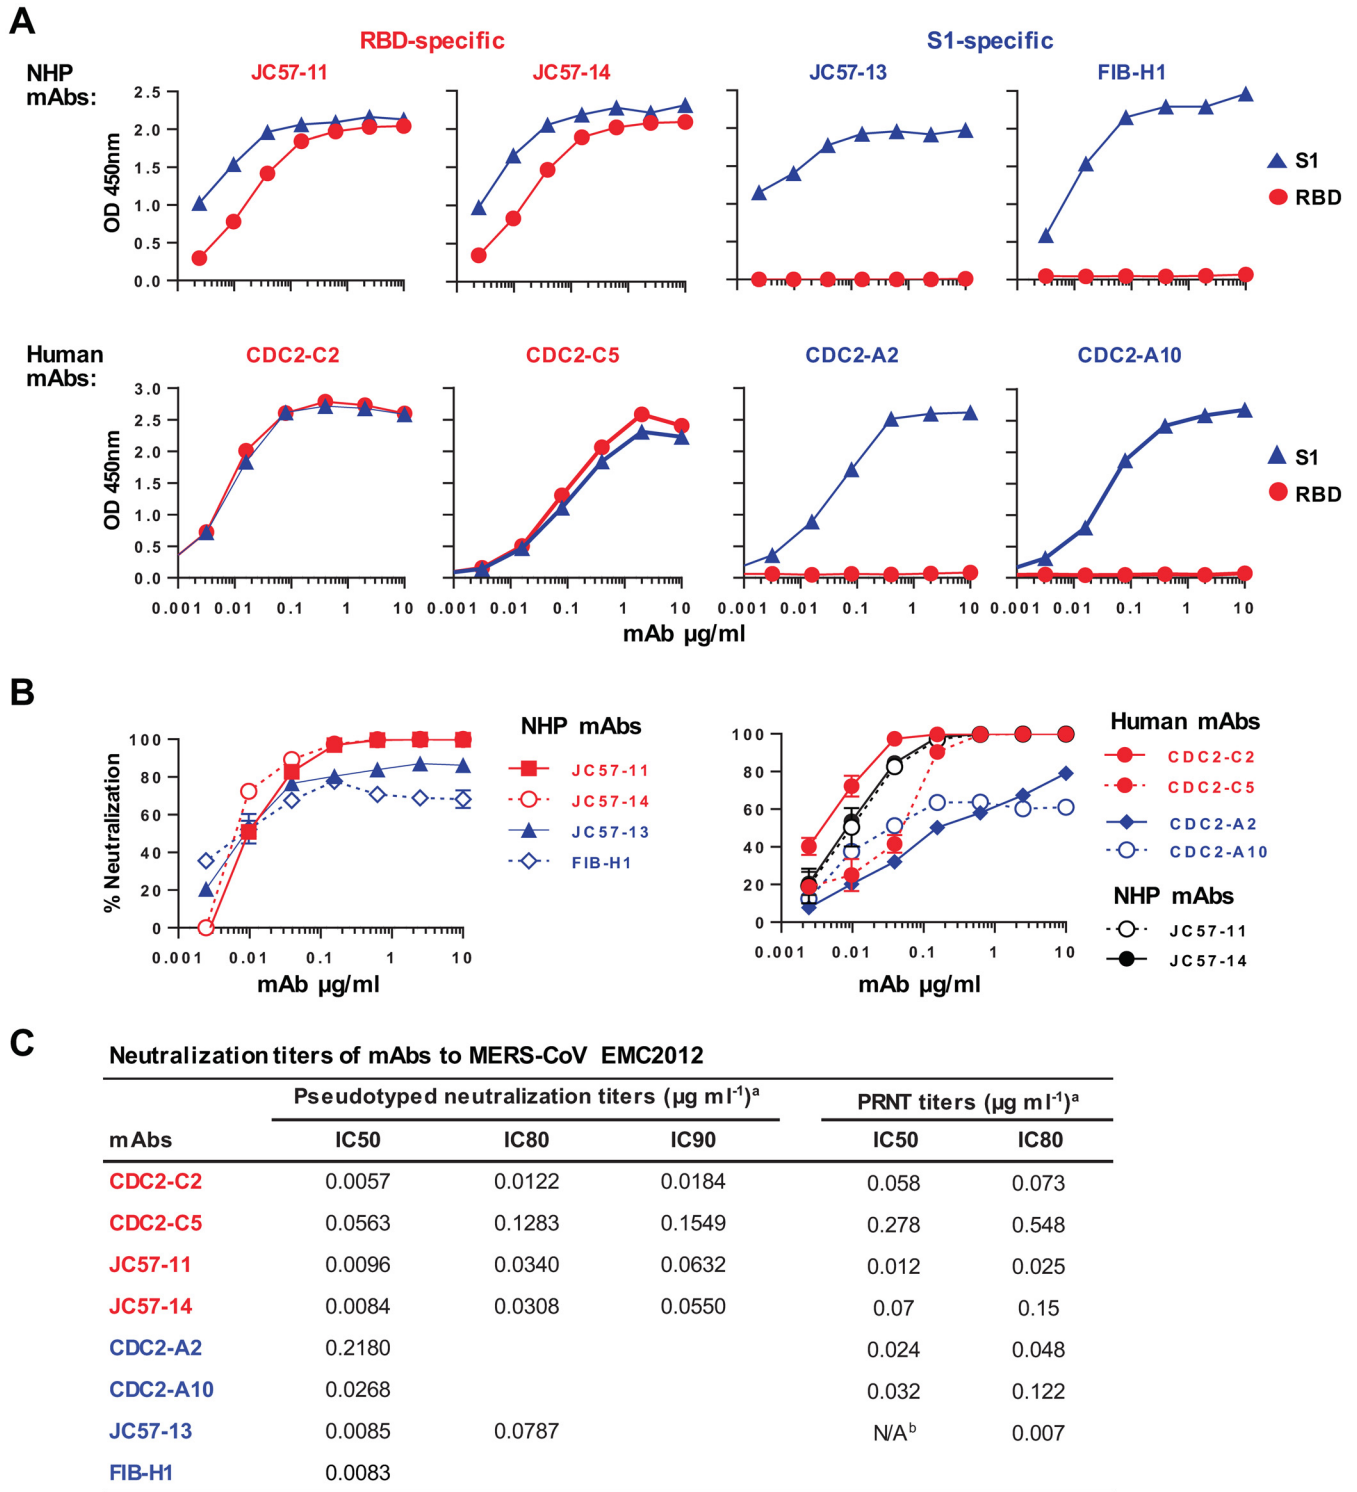 A
RBD-specific
S1-specific
NHP mAbs:
JC57-11
JC57-14
JC57-13
FIB-H1
OD 450nm
2.5
2.0
1.5
1.0
0.5
0.0
S1
RBD
Human mAbs:
CDC2-C2
CDC2-C5
CDC2-A2
CDC2-A10
OD 450nm
3.0
2.5
2.0
1.5
1.0
0.5
0.0
S1
RBD
0.001 0.01 0.1 1 10
0.001 0.01 0.1 1 10
0.001 0.01 0.1 1 10
0.001 0.01 0.1 1 10
mAb µg/ml
B
% Neutralization
100
80
60
40
20
0
0.001 0.01 0.1 1 10
mAb µg/ml
NHP mAbs
JC57-11
JC57-14
JC57-13
FIB-H1
100
80
60
40
20
0
0.001 0.01 0.1 1 10
mAb µg/ml
Human mAbs
CDC2-C2
CDC2-C5
CDC2-A2
CDC2-A10
NHP mAbs
JC57-11
JC57-14
C
Neutralization titers of mAbs to MERS-CoV EMC2012
Pseudotyped neutralization titers (µg ml-1)a PRNT titers (µg ml-1)a
mAbs IC50 IC80 IC90 IC50 IC80
CDC2-C2 0.0057 0.0122 0.0184 0.058 0.073
CDC2-C5 0.0563 0.1283 0.1549 0.278 0.548
JC57-11 0.0096 0.0340 0.0632 0.012 0.025
JC57-14 0.0084 0.0308 0.0550 0.07 0.15
CDC2-A2 0.2180 0.024 0.048
CDC2-A10 0.0268 0.032 0.122
JC57-13 0.0085 0.0787 N/Ab 0.007
FIB-H1 0.0083